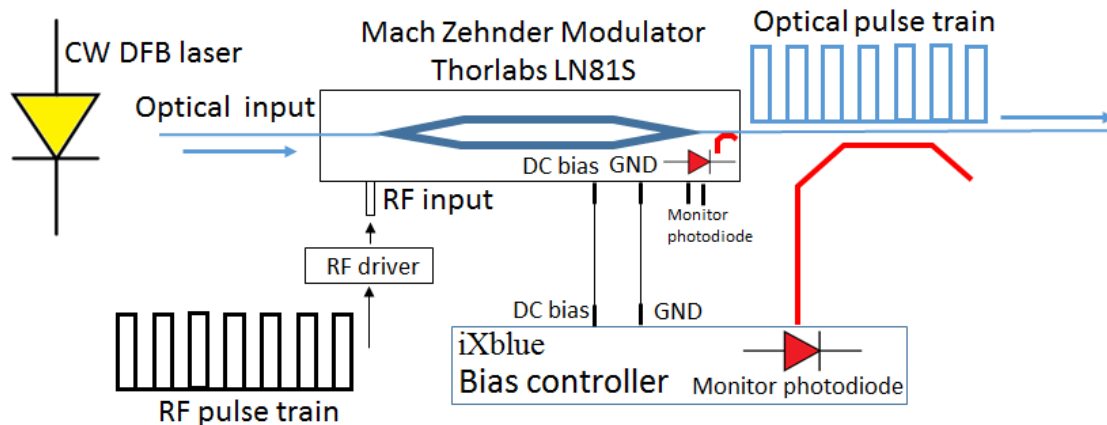 CW DFB laser
Optical input
Mach Zehnder Modulator
Thorlabs LN81S
Optical pulse train
DC bias GND
RF input
Monitor
photodiode
RF driver
DC bias GND
iXblue
Bias controller
Monitor photodiode
RF pulse train